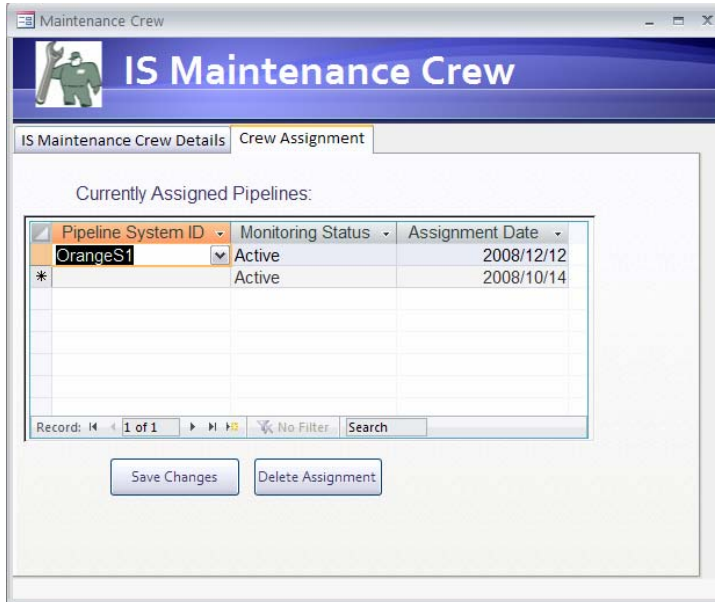 Maintenance Crew
IS Maintenance Crew
IS Maintenance Crew Details Crew Assignment
Currently Assigned Pipelines:
Pipeline System ID Monitoring Status Assignment Date
OrangeS1 Active 2008/12/12
* Active 2008/10/14
Record: 1 of 1 No Filter Search
Save Changes Delete Assignment